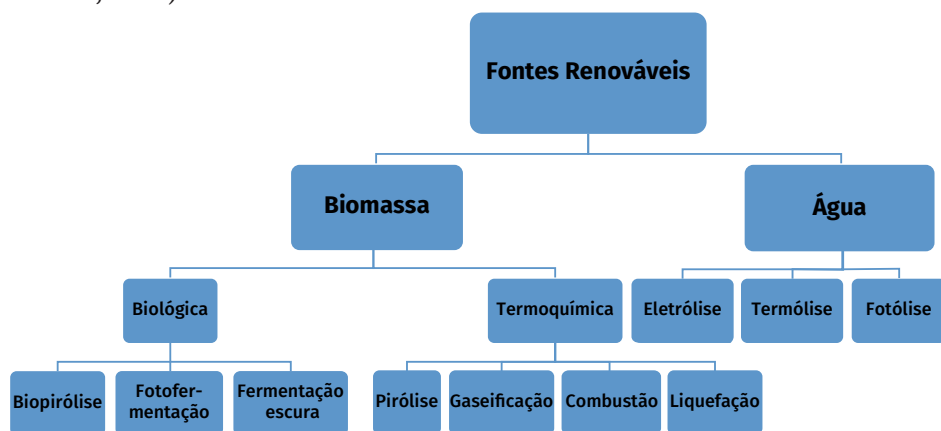 Fontes Renováveis
Biomassa
Água
Biológica
Termoquímica
Eletrólise
Termólise
Fotólise
Biopirólise
Fotofer-
mentação
Fermentação
escura
Pirólise
Gaseificação
Combustão
Liquefação